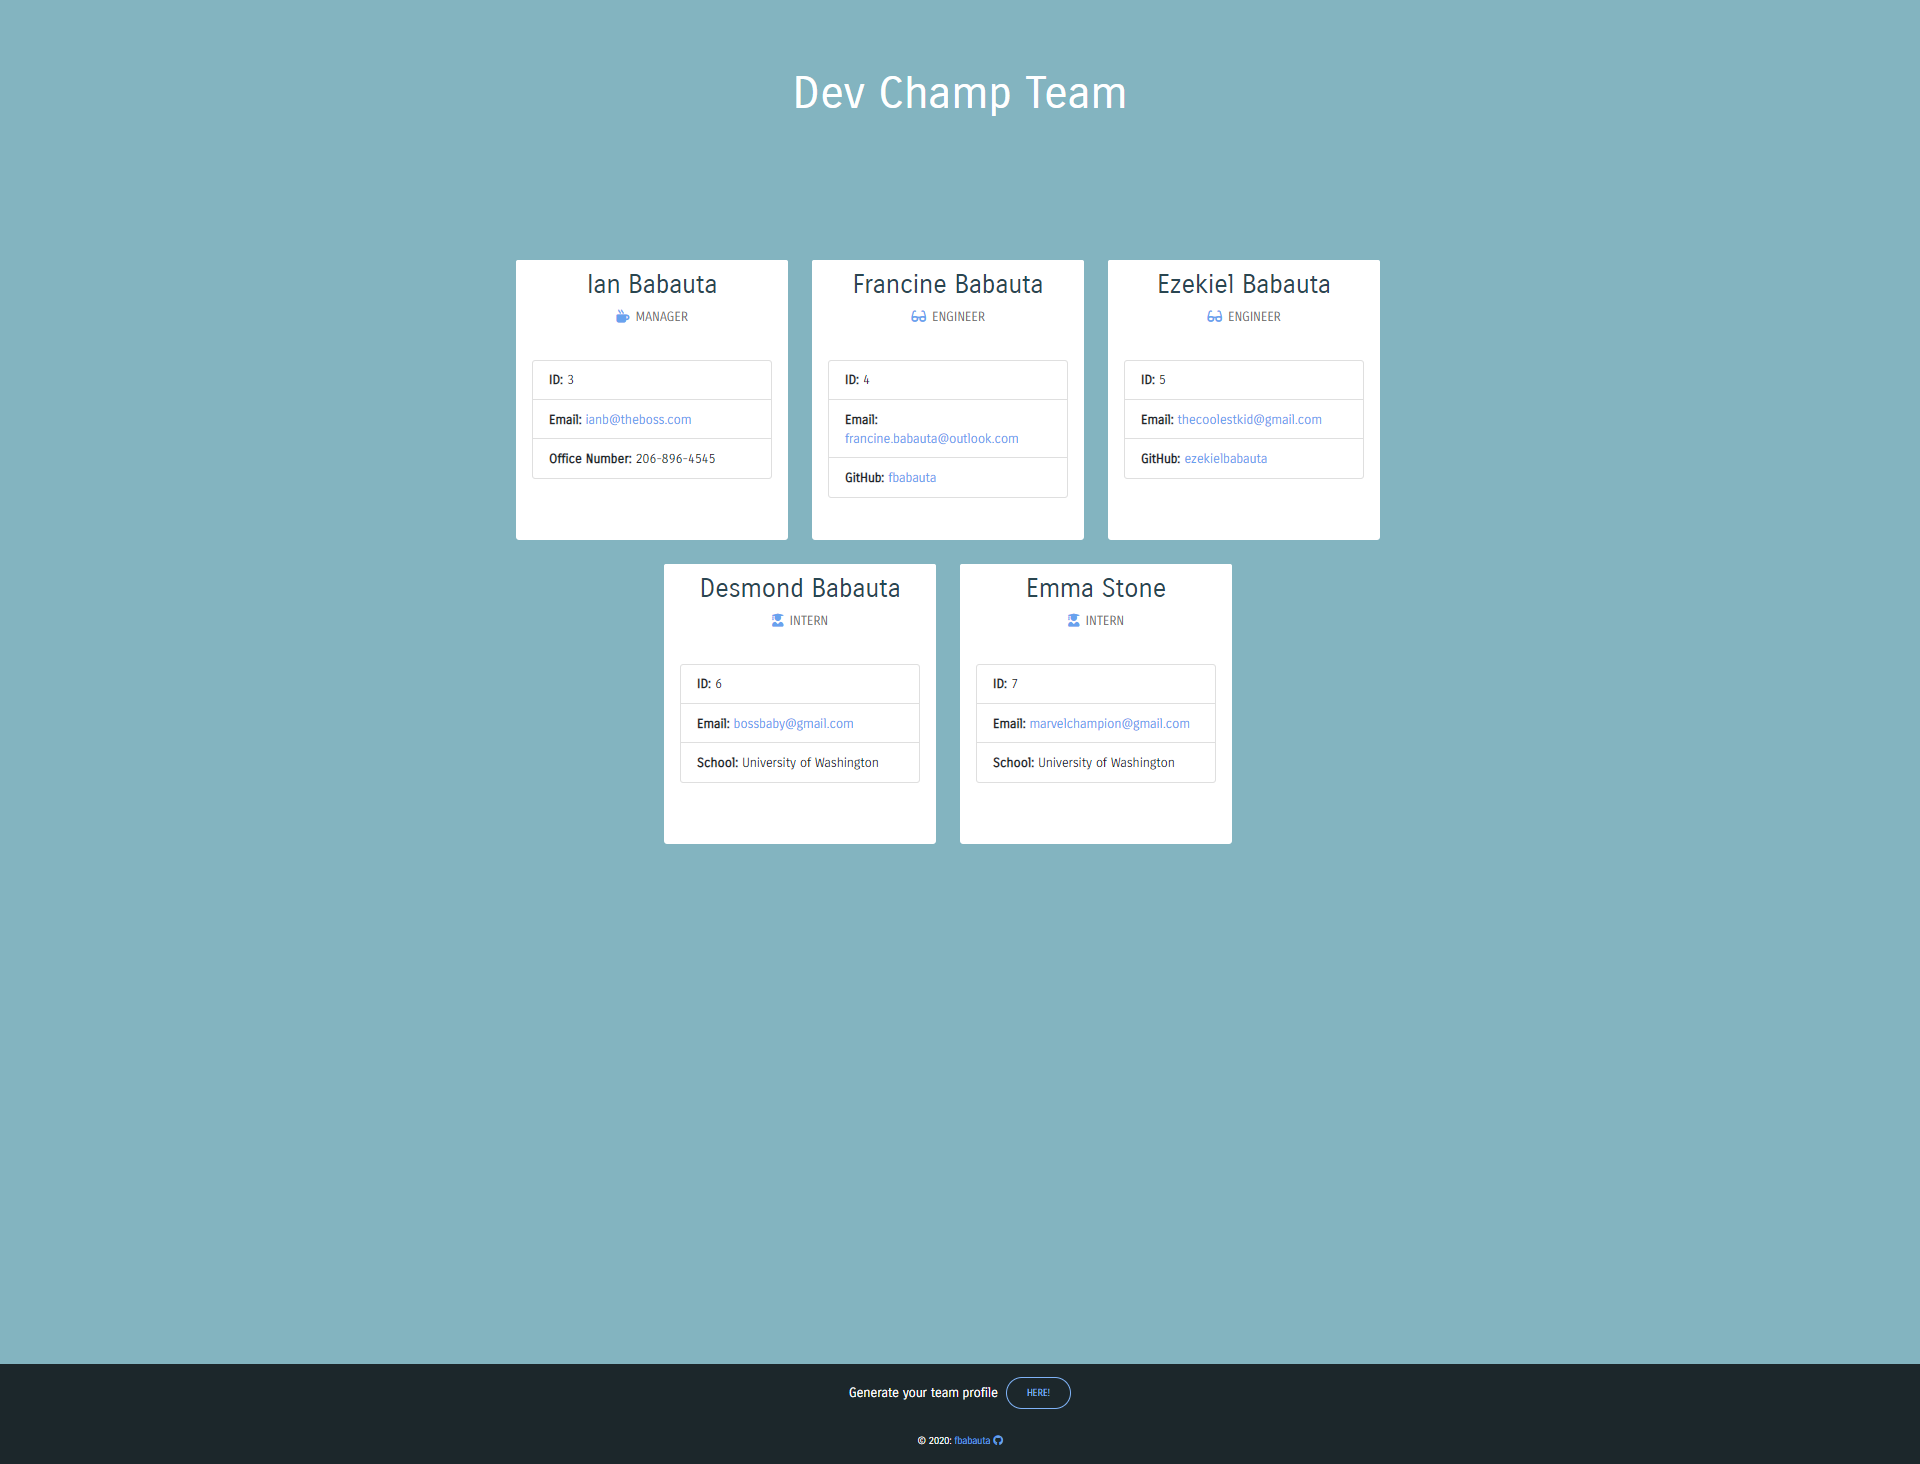 Dev Champ Team
Ian Babauta
MANAGER
ID: 3
Email: ianb@theboss.com
Office Number: 206-896-4545
Francine Babauta
ENGINEER
ID: 4
Email:
francine.babauta@outlook.com
GitHub: fbabauta
Ezekiel Babauta
ENGINEER
ID: 5
Email: thecoolestkid@gmail.com
GitHub: ezekielbabauta
Desmond Babauta
INTERN
ID: 6
Email: bossbaby@gmail.com
School: University of Washington
Emma Stone
INTERN
ID: 7
Email: marvelchampion@gmail.com
School: University of Washington
Generate your team profile HERE!
© 2020: fbabauta